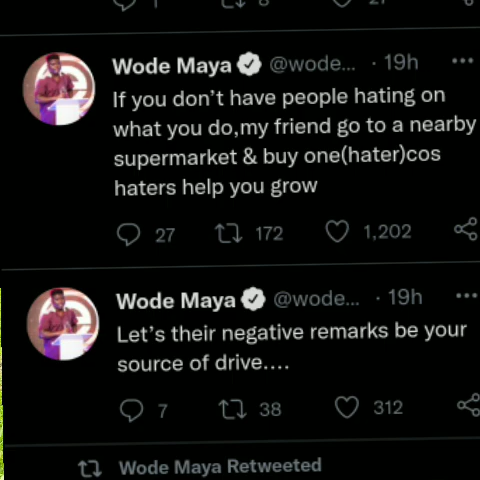 Wode Maya @wode... · 19h
If you don't have people hating on
what you do,my friend go to a nearby
supermarket & buy one(hater)cos
haters help you grow
27 172 1,202
Wode Maya @wode... · 19h
Let's their negative remarks be your
source of drive....
7 38 312
Wode Maya Retweeted